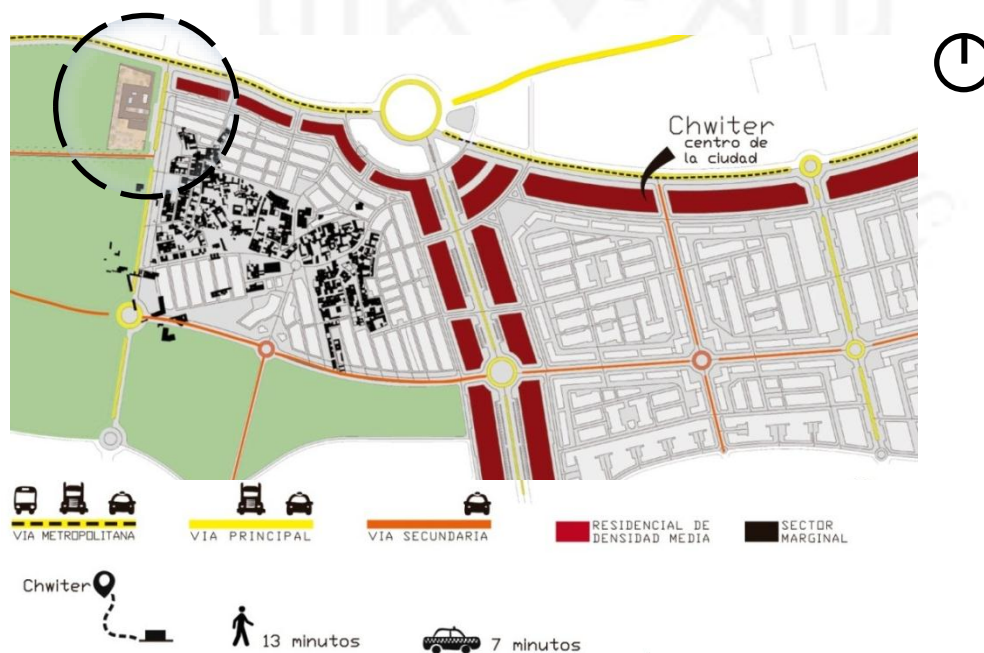 Chwiter
centro de
la ciudad
VIA METROPOLITANA
VIA PRINCIPAL
VIA SECUNDARIA
RESIDENCIAL DE
DENSIDAD MEDIA
SECTOR
MARGINAL
Chwiter
13 minutos
7 minutos